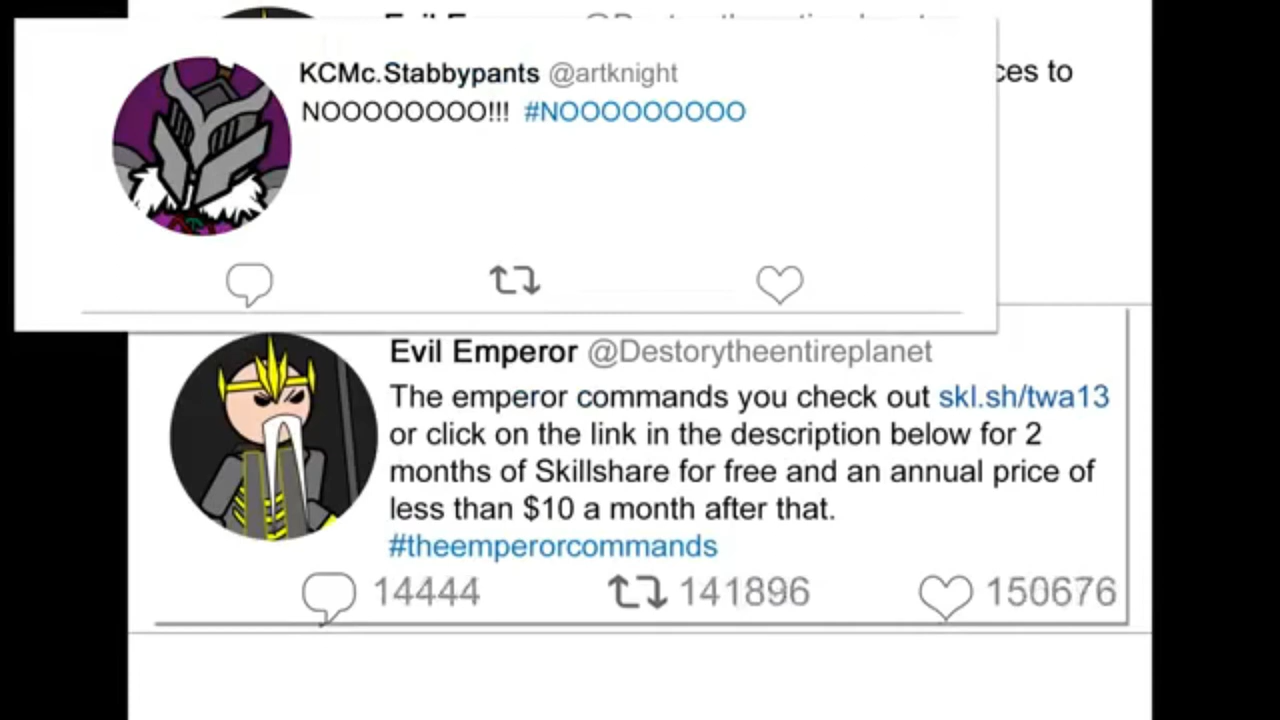 KCMc.Stabbypants @artknight
NOOOOOOOO!!! #NOOOOOOOOO
ces to
Evil Emperor @Destorytheentireplanet
The emperor commands you check out skl.sh/twa13
or click on the link in the description below for 2
months of Skillshare for free and an annual price of
less than $10 a month after that.
#theemperorcommands
14444 141896 150676